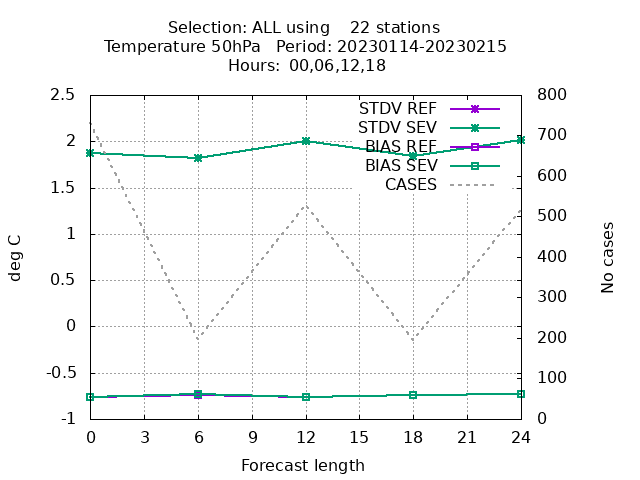 Selection: ALL using    22 stations
Temperature 50hPa   Period: 20230114-20230215
Hours: 00,06,12,18
STDV REF
STDV SEV
BIAS REF
BIAS SEV
CASES
2.5
2
1.5
1
0.5
0
-0.5
-1
deg C
800
700
600
500
400
300
200
100
0
No cases
0 3 6 9 12 15 18 21 24
Forecast length